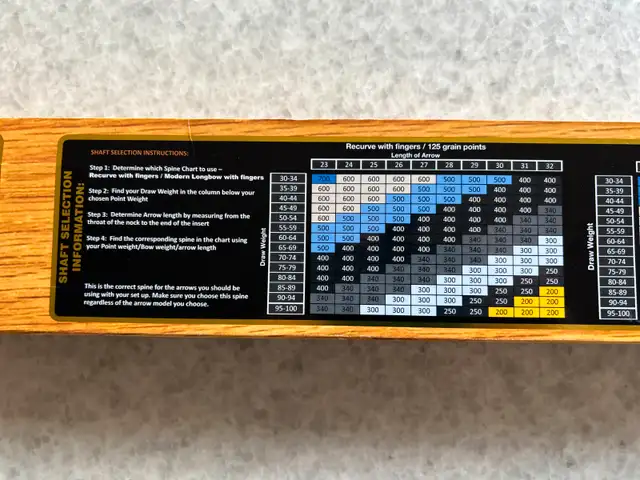 SHAFT SELECTION
INFORMATION:
SHAFT SELECTION INSTRUCTIONS:
Step 1: Determine which Spine Chart to use –
Recurve with fingers / Modern Longbow with fingers
Step 2: Find your Draw Weight in the column below your
chosen Point Weight
Step 3: Determine Arrow length by measuring from the
throat of the nock to the end of the insert
Step 4: Find the corresponding spine in the chart using
your Point weight/Bow weight/arrow length
This is the correct spine for the arrows you should be
using with your set up. Make sure you choose this spine
regardless of the arrow model you choose.
Recurve with fingers / 125 grain points
Length of Arrow
23 24 25 26 27 28 29 30 31 32
Draw Weight
30-34 700 600 600 600 600 500 500 500 400 400
35-39 600 600 600 600 500 500 500 400 400 400
40-44 600 600 600 500 500 500 400 400 400 400
45-49 600 600 500 500 500 400 400 400 400 340
50-54 600 500 500 500 400 400 400 400 340 340
55-59 500 500 500 400 400 400 400 340 340 340
60-64 500 500 400 400 400 400 340 340 340 300
65-69 500 400 400 400 400 340 340 340 300 300
70-74 400 400 400 400 340 340 340 300 300 300
75-79 400 400 400 340 340 340 300 300 300 250
80-84 400 400 340 340 340 300 300 300 250 250
85-89 400 340 340 340 300 300 300 250 250 200
90-94 340 340 340 300 300 300 250 250 200 200
95-100 340 340 300 300 300 250 250 200 200 200
Draw Weight
30-34
35-39
40-44
45-49
50-54
55-59
60-64
65-69
70-74
75-79
80-84
85-89
90-94
95-100